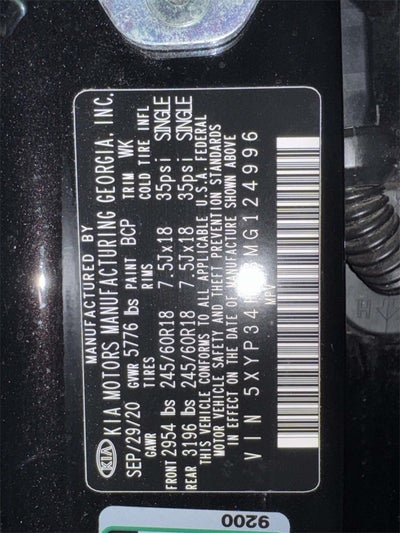 MANUFACTURED BY
KIA KIA MOTORS MANUFACTURING GEORGIA, INC.
SEP/29/20 GVWR 5776 lbs PAINT BCP TRIM WK
GAWR TIRES RIMS COLD TIRE INFL
FRONT 2954 lbs 245/60R18 7.5Jx18 35psi SINGLE
REAR 3196 lbs 245/60R18 7.5Jx18 35psi SINGLE
THIS VEHICLE CONFORMS TO ALL APPLICABLE U.S.A. FEDERAL
MOTOR VEHICLE SAFETY AND THEFT PREVENTION STANDARDS
IN EFFECT ON THE DATE OF MANUFACTURE SHOWN ABOVE
VIN 5XYP34 MG124996
MPV
9200